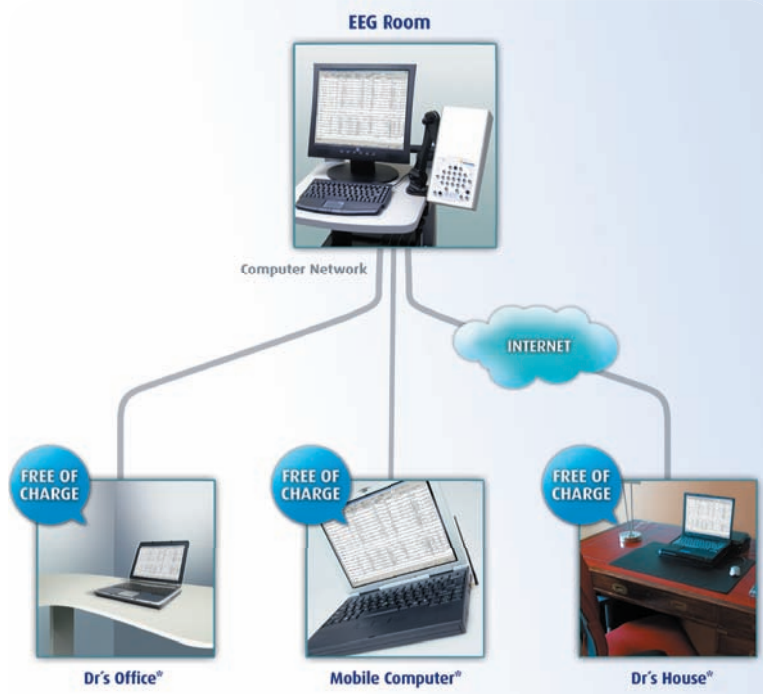 EEG Room
Computer Network
INTERNET
FREE OF
CHARGE
FREE OF
CHARGE
FREE OF
CHARGE
Dr's Office*
Mobile Computer*
Dr's House*